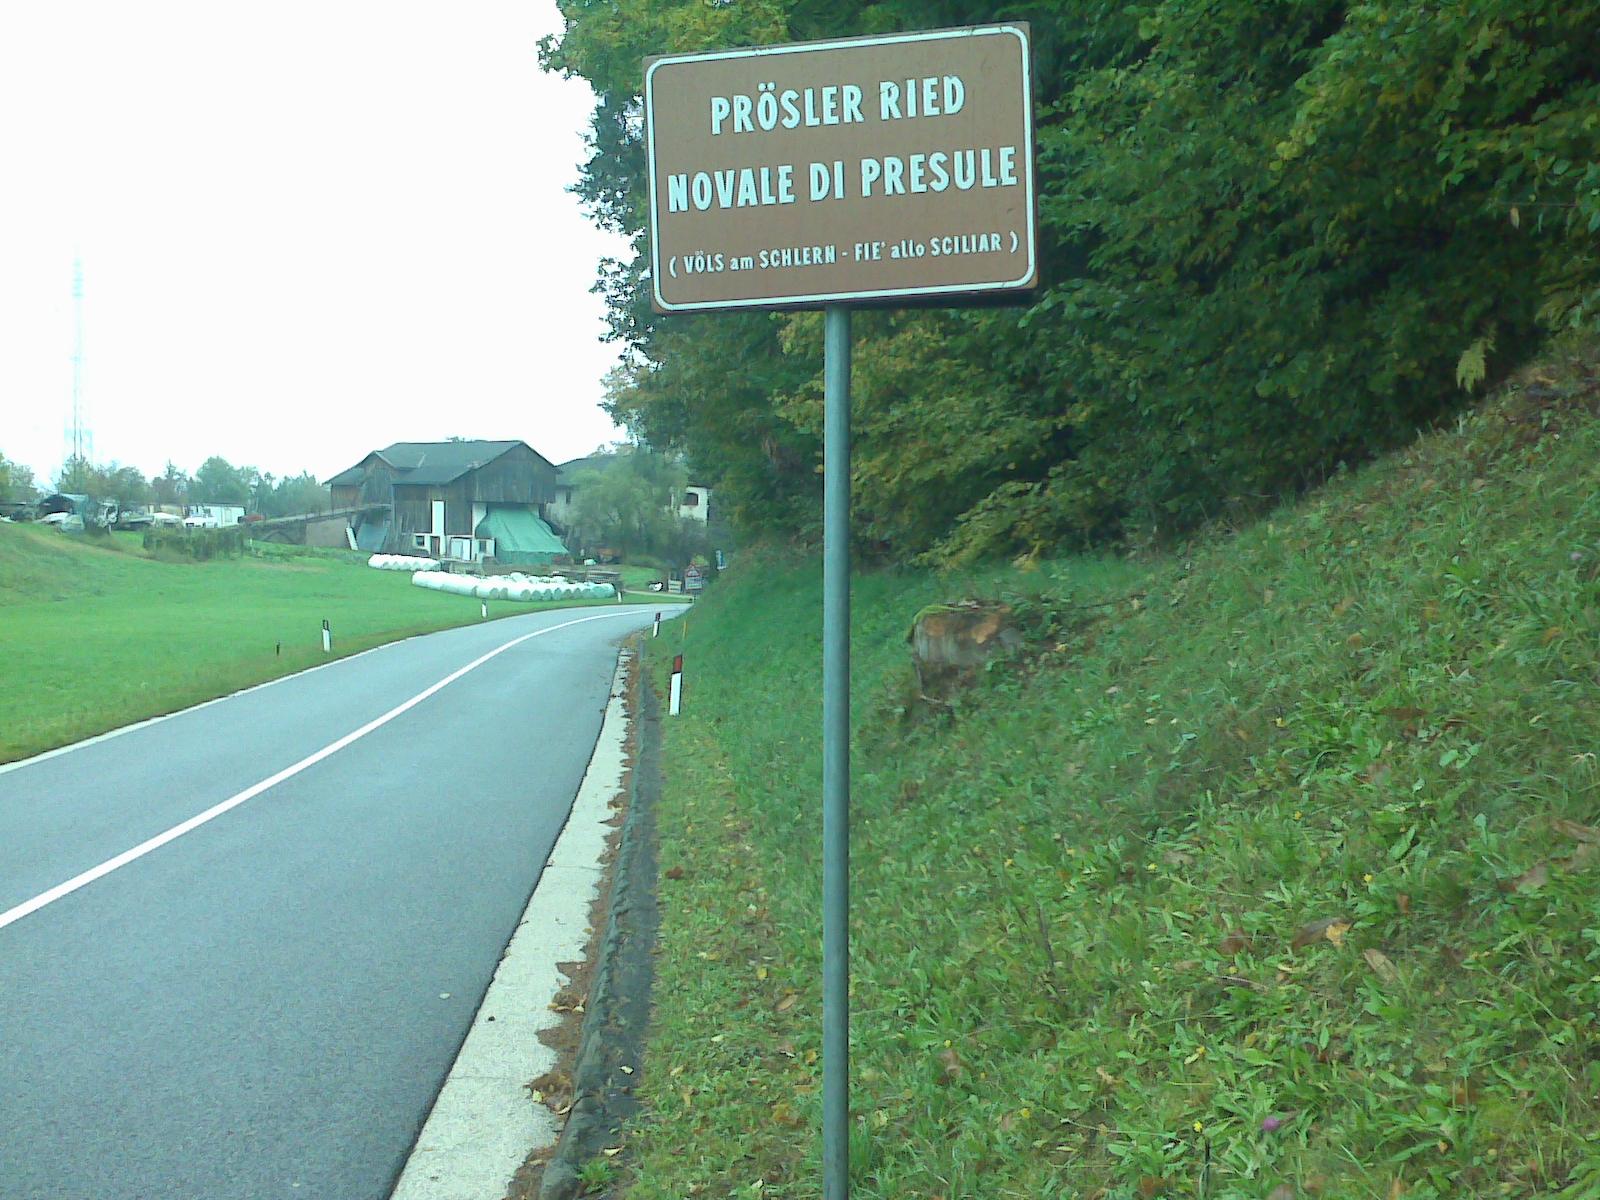 PRÖSLER RIED
NOVALE DI PRESULE
( VÖLS am SCHLERN - FIE' allo SCILIAR )